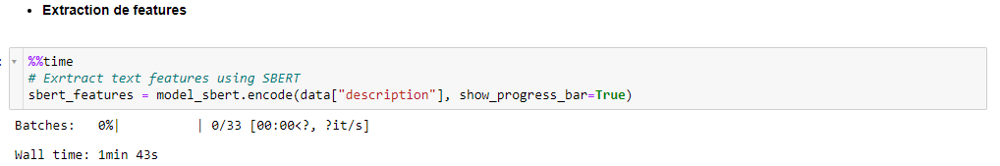 • Extraction de features
%%time
# Exrtract text features using SBERT
sbert_features = model_sbert.encode(data["description"], show_progress_bar=True)
Batches:   0%|          | 0/33 [00:00<?, ?it/s]
Wall time: 1min 43s